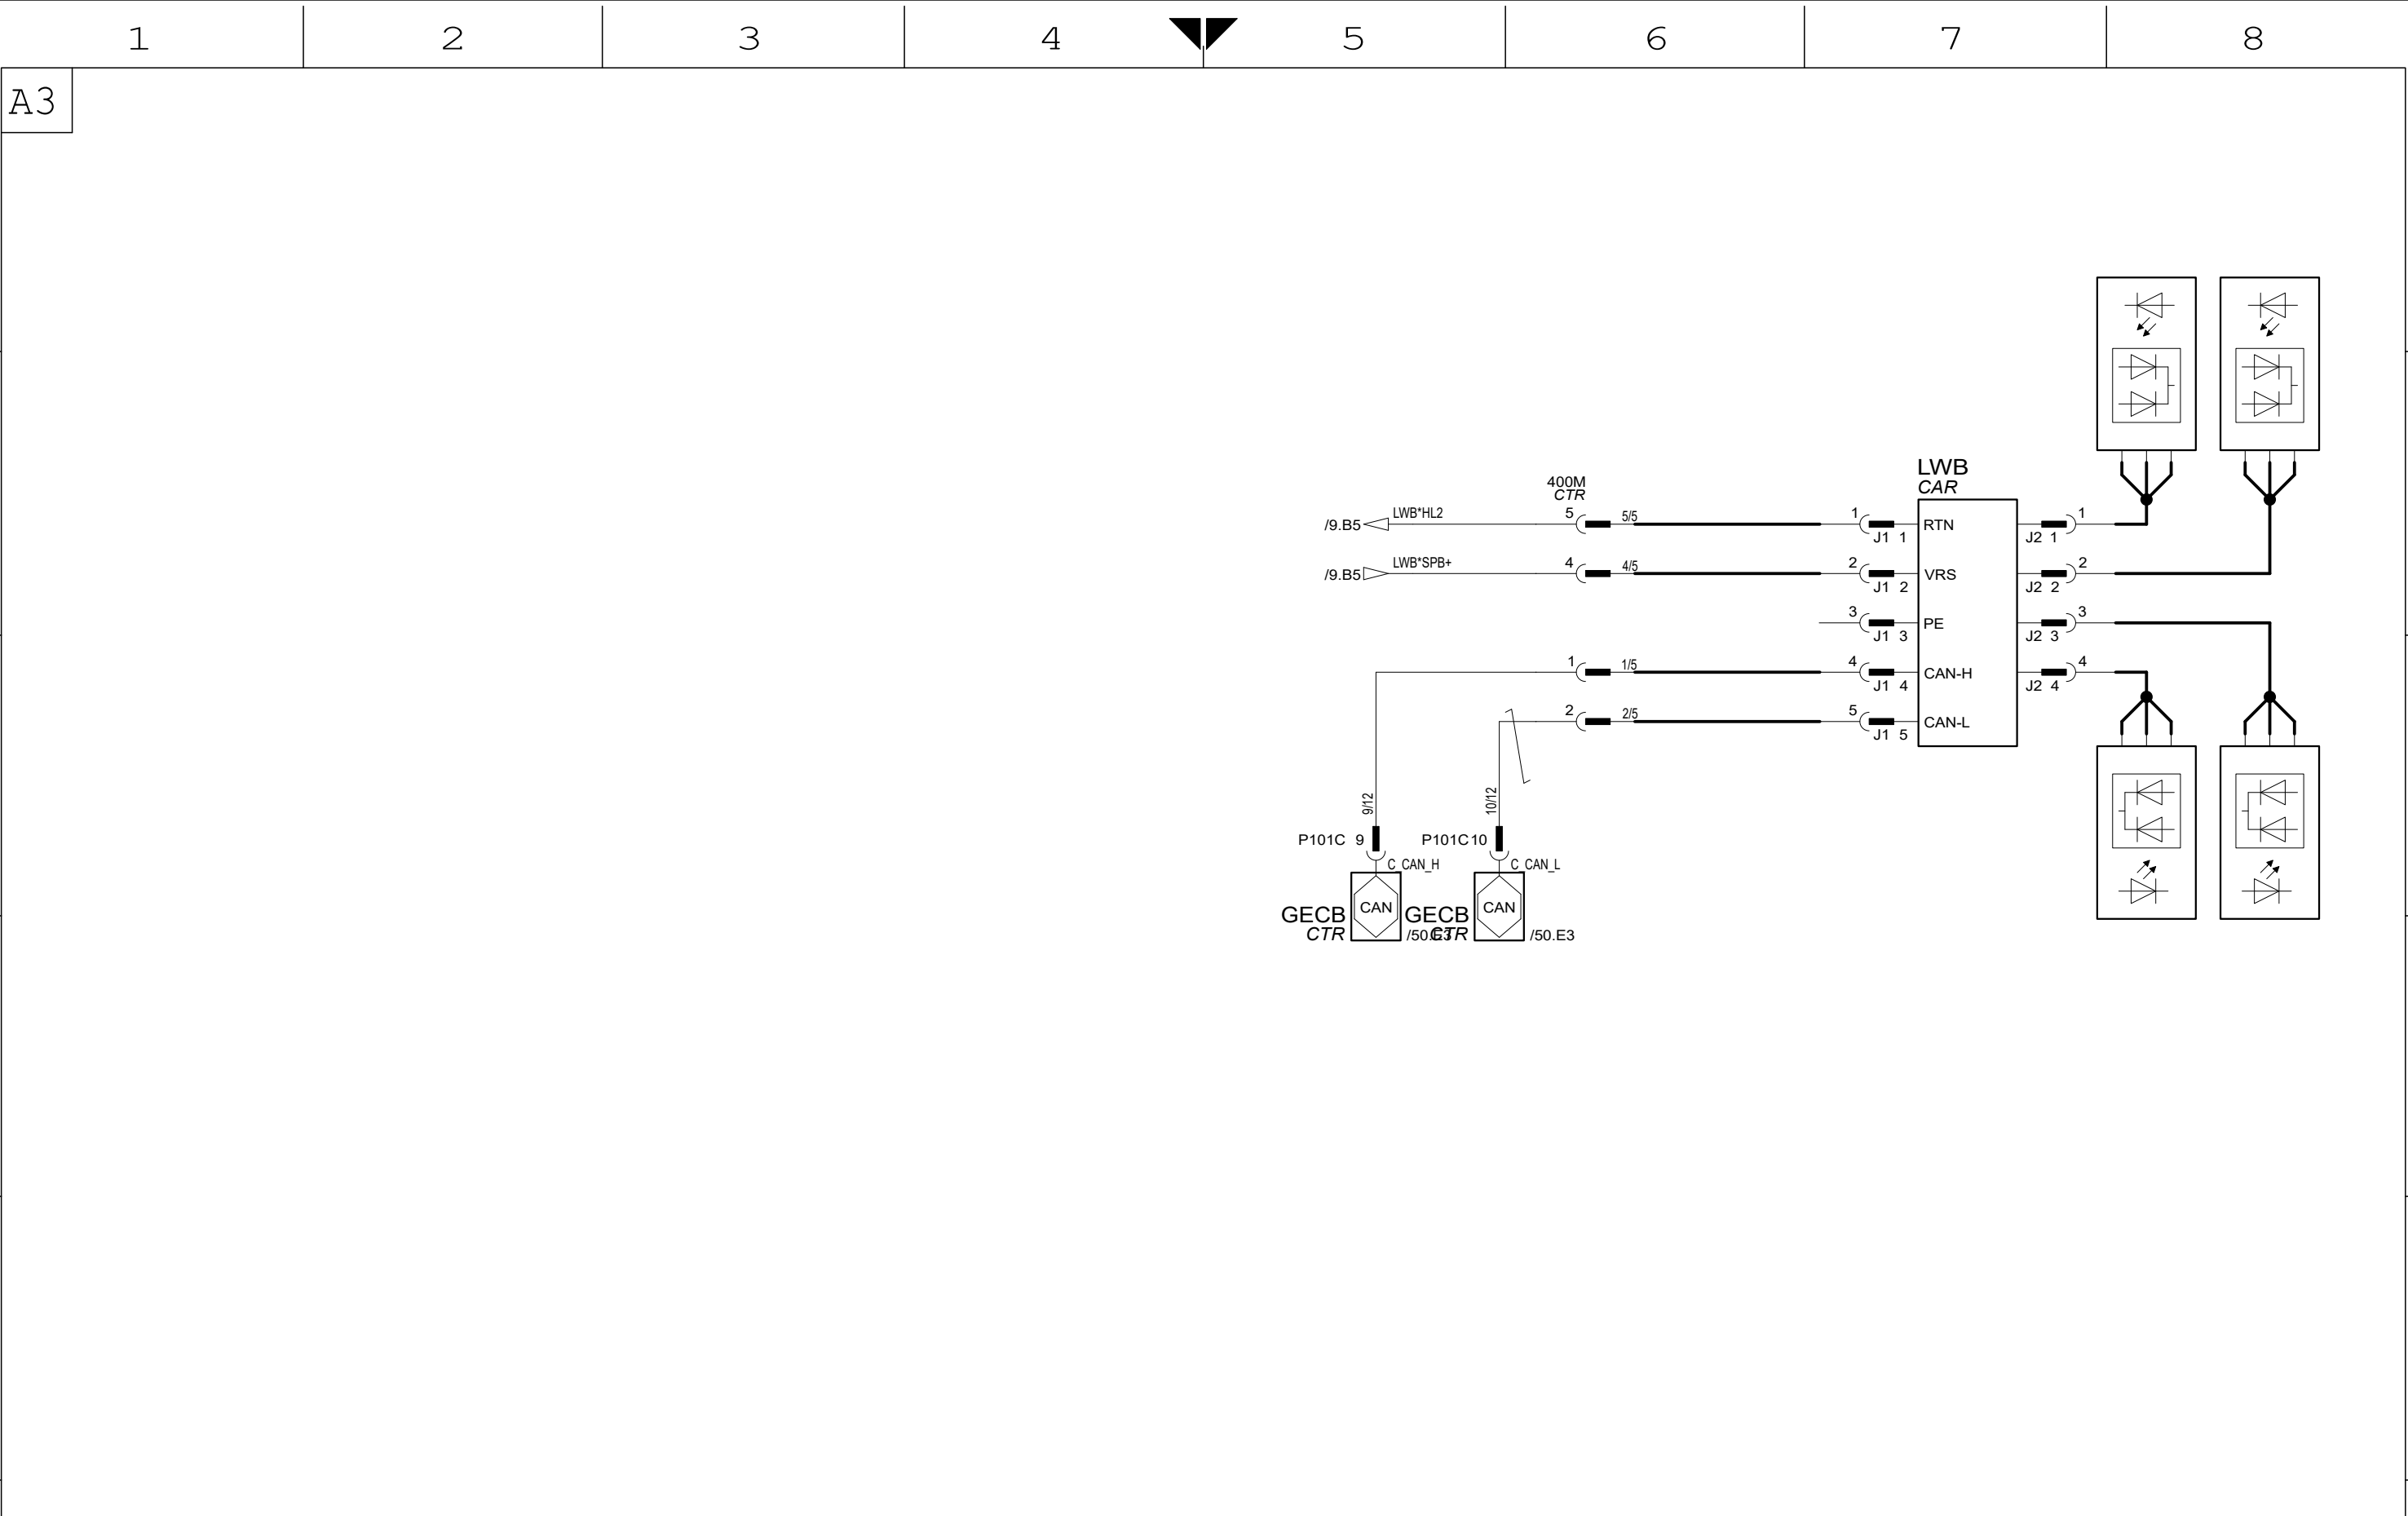 1 2 3 4 5 6 7 8
A3
LWB
CAR
400M
CTR
/9.B5 LWB*HL2 5 5/5 1 J1 1 RTN J2 1 1
/9.B5 LWB*SPB+ 4 4/5 2 J1 2 VRS J2 2 2
3 J1 3 PE J2 3 3
1 1/5 4 J1 4 CAN-H J2 4 4
2 2/5 5 J1 5 CAN-L
9/12 10/12
P101C 9 P101C 10
C_CAN_H C_CAN_L
GECB CAN GECB CAN
CTR /50.E3 CTR /50.E3